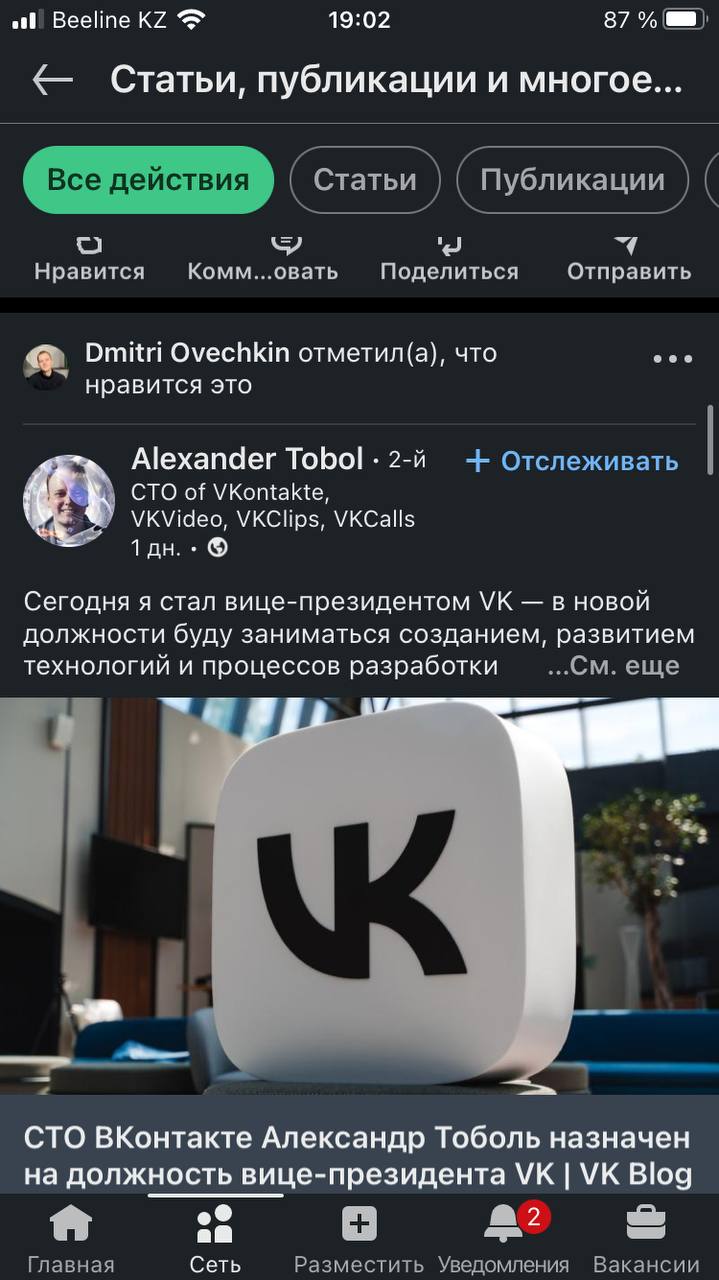 Beeline KZ 19:02 87 %
Статьи, публикации и многое...
Все действия Статьи Публикации
Нравится Комм...овать Поделиться Отправить
Dmitri Ovechkin отметил(а), что
нравится это
Alexander Tobol • 2-й + Отслеживать
CTO of VKontakte,
VKVideo, VKClips, VKCalls
1 дн. •
Сегодня я стал вице-президентом VK — в новой
должности буду заниматься созданием, развитием
технологий и процессов разработки ...См. еще
VK
CTO ВКонтакте Александр Тоболь назначен
на должность вице-президента VK | VK Blog
2
Главная Сеть Разместить Уведомления Вакансии